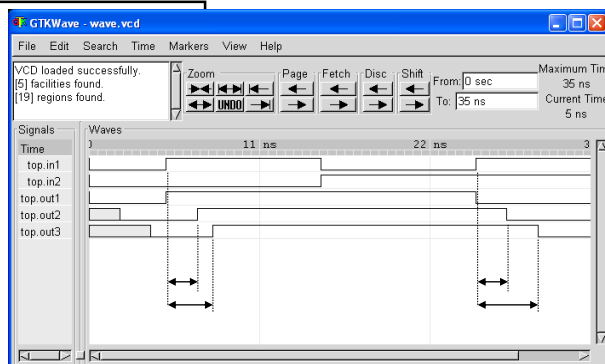 GTKWave - wave.vcd
File Edit Search Time Markers View Help
VCD loaded successfully.
[5] facilities found.
[19] regions found.
Zoom
UNDO
Page
Fetch
Disc
Shift
From: 0 sec
To: 35 ns
Maximum Tim
35 ns
Current Time
5 ns
Signals
Waves
Time
11 ns
22 ns
3
top.in1
top.in2
top.out1
top.out2
top.out3